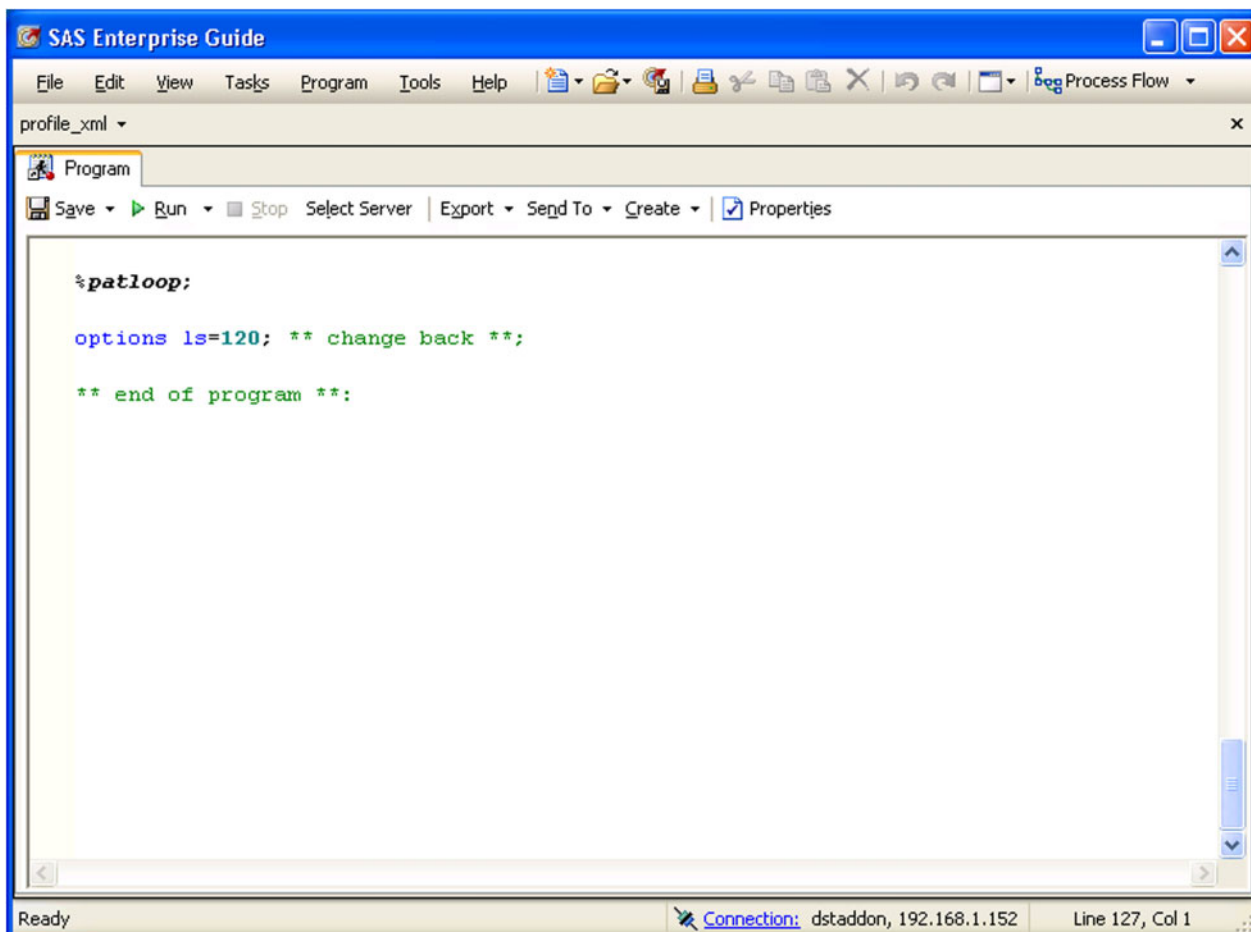 SAS Enterprise Guide
File Edit View Tasks Program Tools Help Process Flow
profile_xml
Program
Save Run Stop Select Server Export Send To Create Properties
%patloop;
options ls=120; ** change back **;
** end of program **:
Ready Connection: dstaddon, 192.168.1.152 Line 127, Col 1